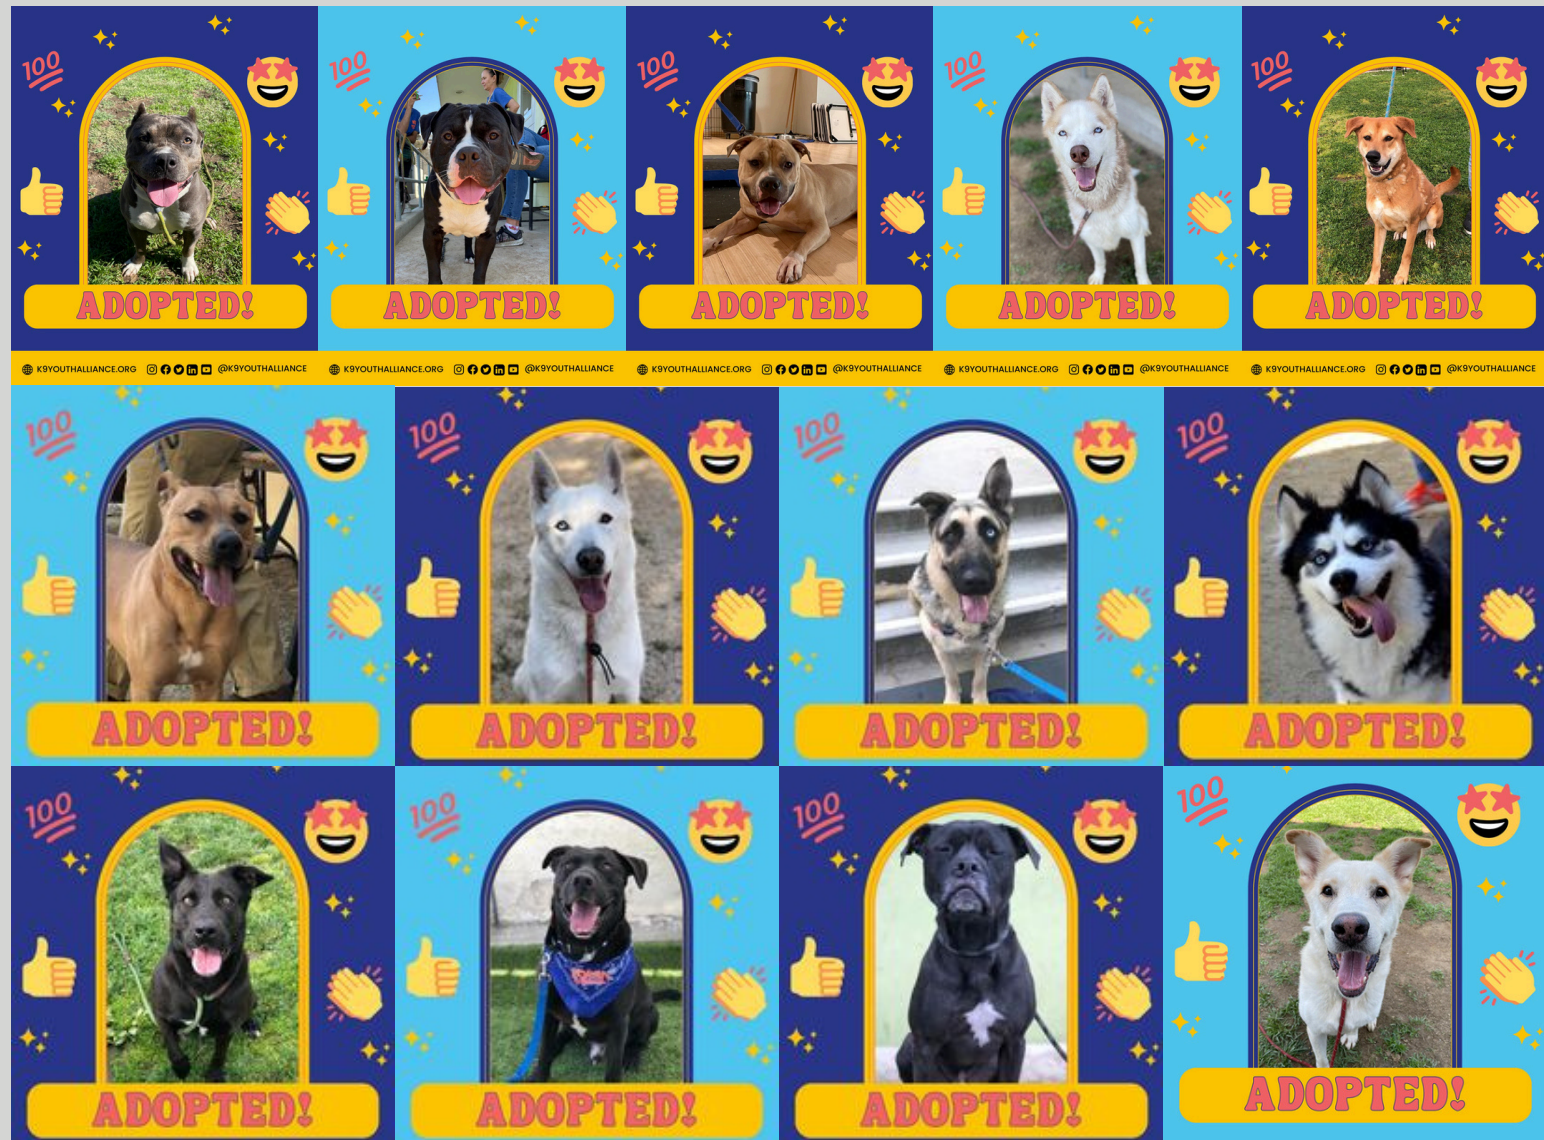 100 100 100 100 100
ADOPTED! ADOPTED! ADOPTED! ADOPTED! ADOPTED!
K9YOUTHALLIANCE.ORG @K9YOUTHALLIANCE K9YOUTHALLIANCE.ORG @K9YOUTHALLIANCE K9YOUTHALLIANCE.ORG @K9YOUTHALLIANCE K9YOUTHALLIANCE.ORG @K9YOUTHALLIANCE K9YOUTHALLIANCE.ORG @K9YOUTHALLIANCE
100 100 100 100
ADOPTED! ADOPTED! ADOPTED! ADOPTED!
100 100 100 100
ADOPTED! ADOPTED! ADOPTED! ADOPTED!